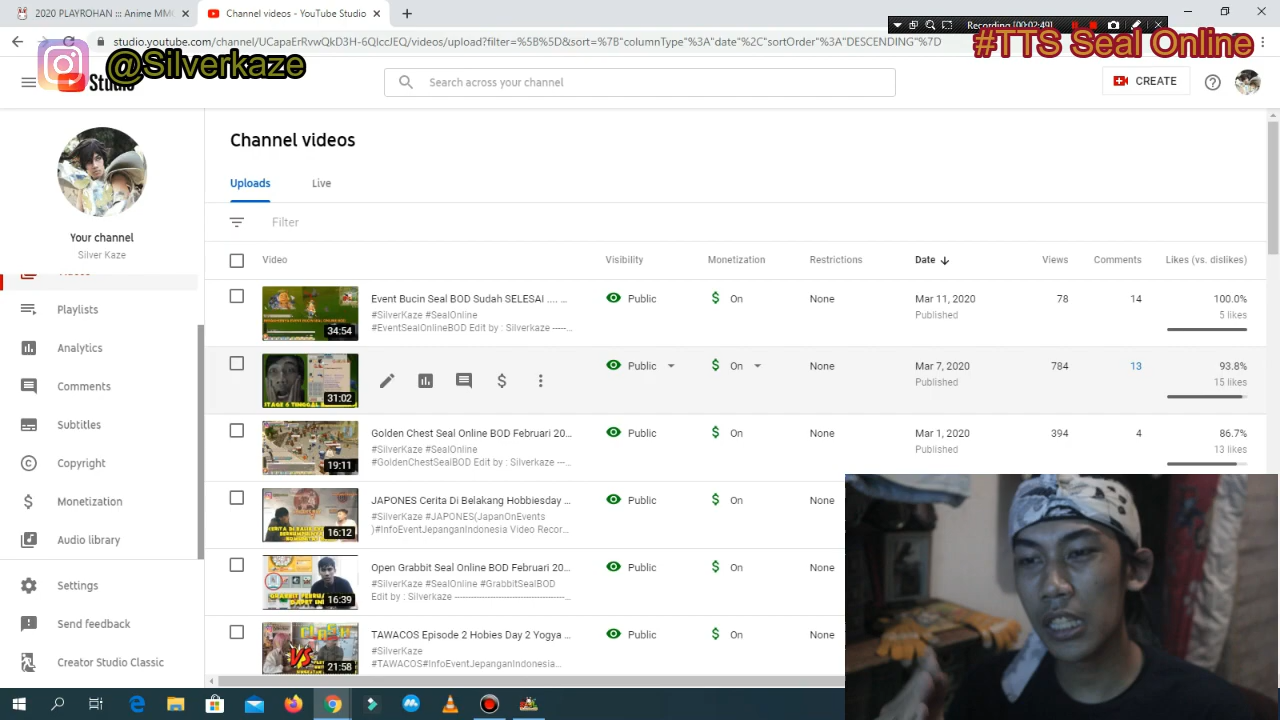 2020 PLAYROLL Anime MMO
YouTube Studio
Recording [00:02:49]
studio.youtube.com/channel/UCapaErRvwQkD3H-
upload?filter=%5B%5D&sort=%7B"columnType"%3A"date"%2C"sortOrder"%3A"DESCENDING"%7D
#TTS Seal Online
@Silverkaze
Studio
Search across your channel
CREATE
Channel videos
Uploads
Live
Your channel
Silver Kaze
Filter
Video
Visibility
Monetization
Restrictions
Date
Views
Comments
Likes (vs. dislikes)
Videos
Playlists
Analytics
Comments
Subtitles
Copyright
Monetization
Audio library
Settings
Send feedback
Creator Studio Classic
34:54
Event Bucin Seal BOD Sudah SELESAI .... ...
#SilverKaze #SealOnline
#EventSealOnlineBOD Edit by : Silverkaze -----...
Public
On
None
Mar 11, 2020
Published
78
14
100.0%
5 likes
31:02
Public
On
None
Mar 7, 2020
Published
784
13
93.8%
15 likes
19:11
Golden Chest Seal Online BOD Februari 20...
#SilverKaze #SealOnline
#GoldenChestSealBOD Edit by : Silverkaze ---...
Public
On
None
Mar 1, 2020
Published
394
4
86.7%
13 likes
16:12
JAPONES Cerita Di Belakang Hobbiesday ...
#SilverKaze #JAPONES(JapanOnEvents
)#InfoEventJepanganIndonesia Video Recor...
Public
On
None
16:39
Open Grabbit Seal Online BOD Februari 20...
#SilverKaze #SealOnline #GrabbitSealBOD
Edit by : Silverkaze ---------------------------------------...
Public
On
None
21:58
TAWACOS Episode 2 Hobies Day 2 Yogya ...
#SilverKaze
#TAWACOS#InfoEventJepanganIndonesia...
Public
On
None